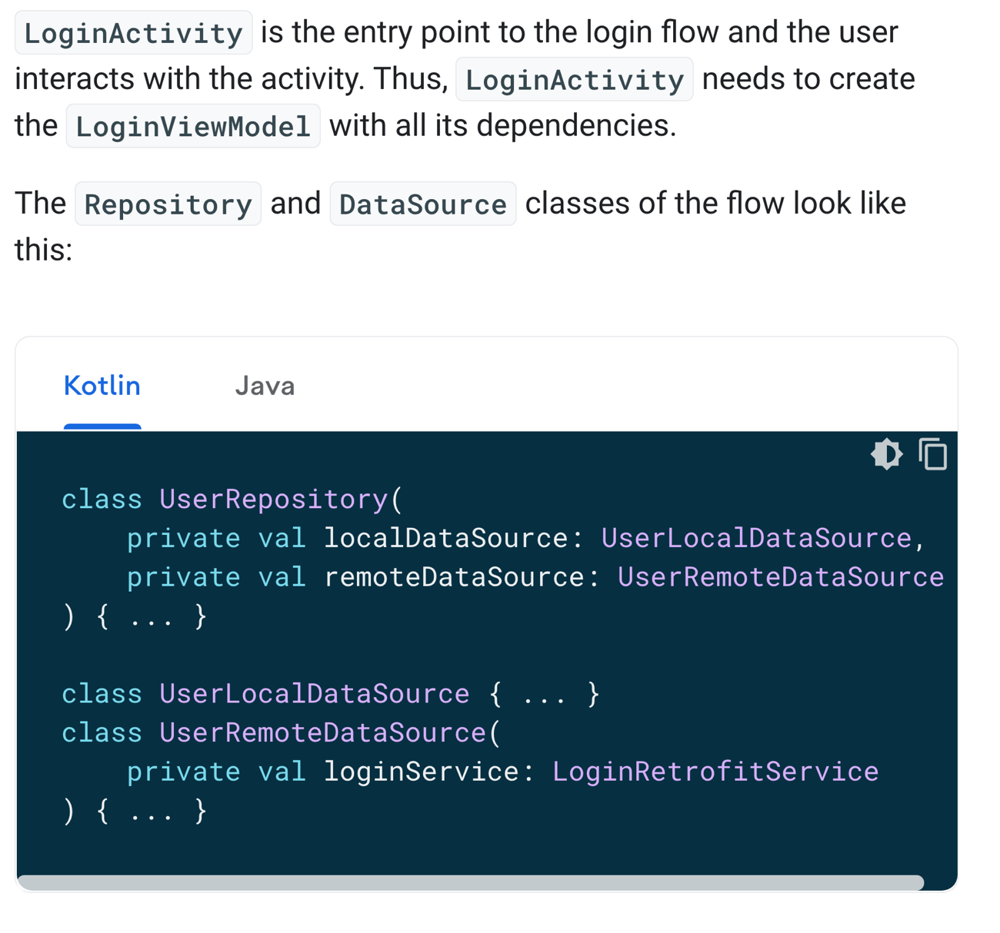 LoginActivity is the entry point to the login flow and the user
interacts with the activity. Thus, LoginActivity needs to create
the LoginViewModel with all its dependencies.
The Repository and DataSource classes of the flow look like
this:
Kotlin Java
class UserRepository(
    private val localDataSource: UserLocalDataSource,
    private val remoteDataSource: UserRemoteDataSource
) { ... }
class UserLocalDataSource { ... }
class UserRemoteDataSource(
    private val loginService: LoginRetrofitService
) { ... }